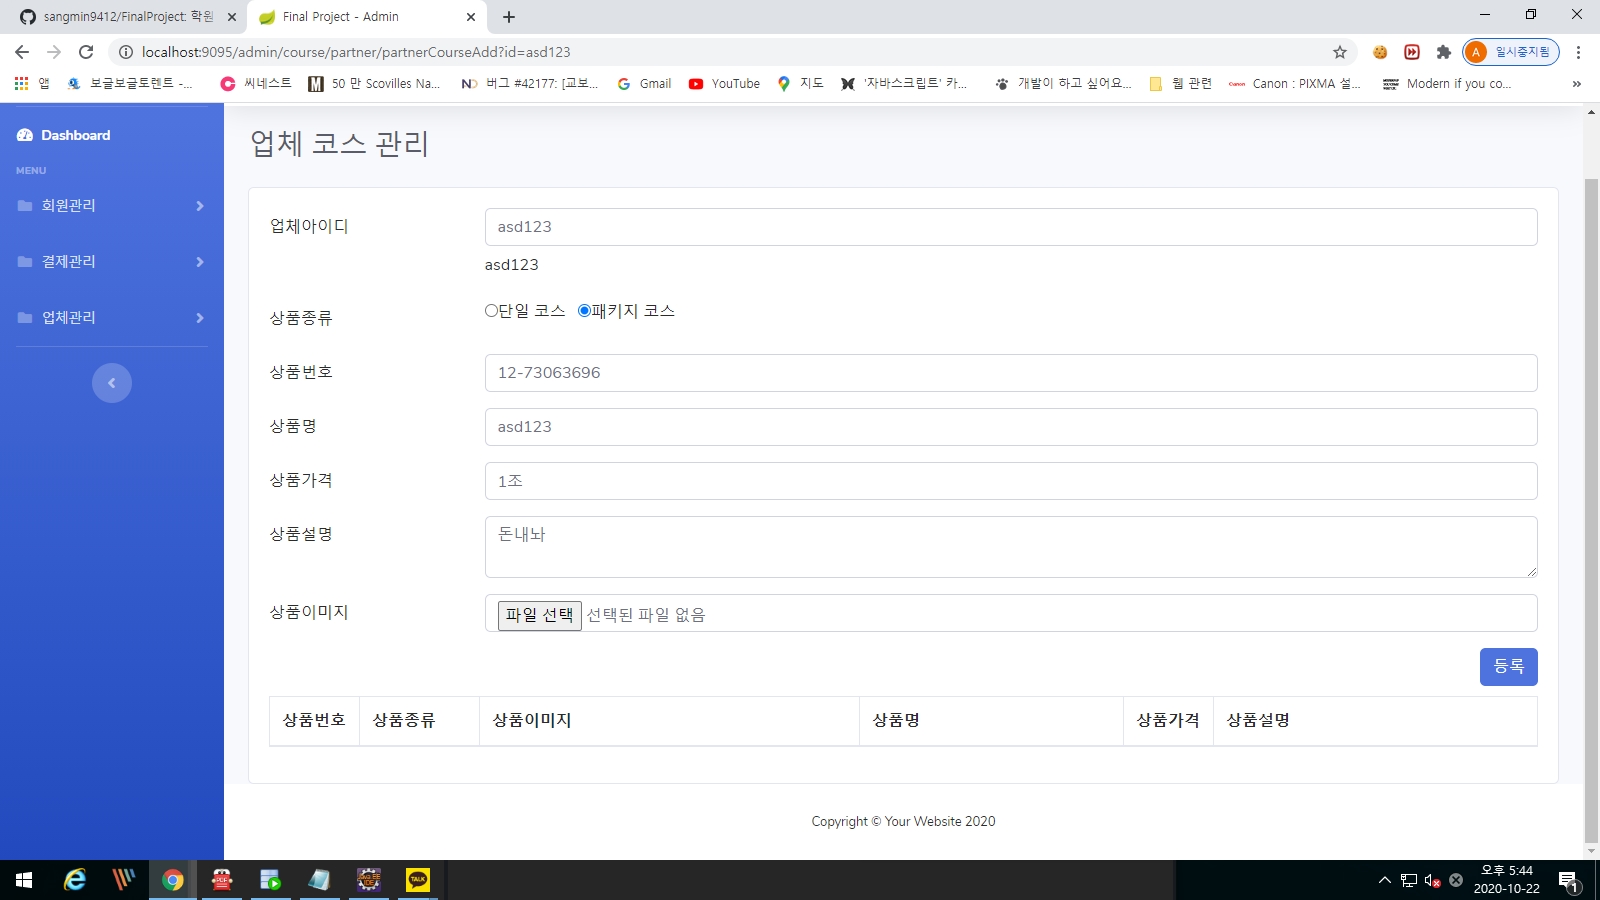 sangmin9412/FinalProject: 학원
Final Project - Admin
localhost:9095/admin/course/partner/partnerCourseAdd?id=asd123
A 일시중지됨
앱
보글보글토렌트 -...
씨네스트
50 만 Scovilles Na...
버그 #42177: [교보...
Gmail
YouTube
지도
'자바스크립트' 카...
개발이 하고 싶어요...
웹 관련
Canon : PIXMA 설...
Modern if you co...
Dashboard
MENU
회원관리
결제관리
업체관리
업체 코스 관리
업체아이디
asd123
asd123
상품종류
단일 코스 패키지 코스
상품번호
12-73063696
상품명
asd123
상품가격
1조
상품설명
돈내놔
상품이미지
파일 선택 선택된 파일 없음
등록
상품번호 상품종류 상품이미지 상품명 상품가격 상품설명
Copyright © Your Website 2020
TALK
오후 5:44
2020-10-22
1